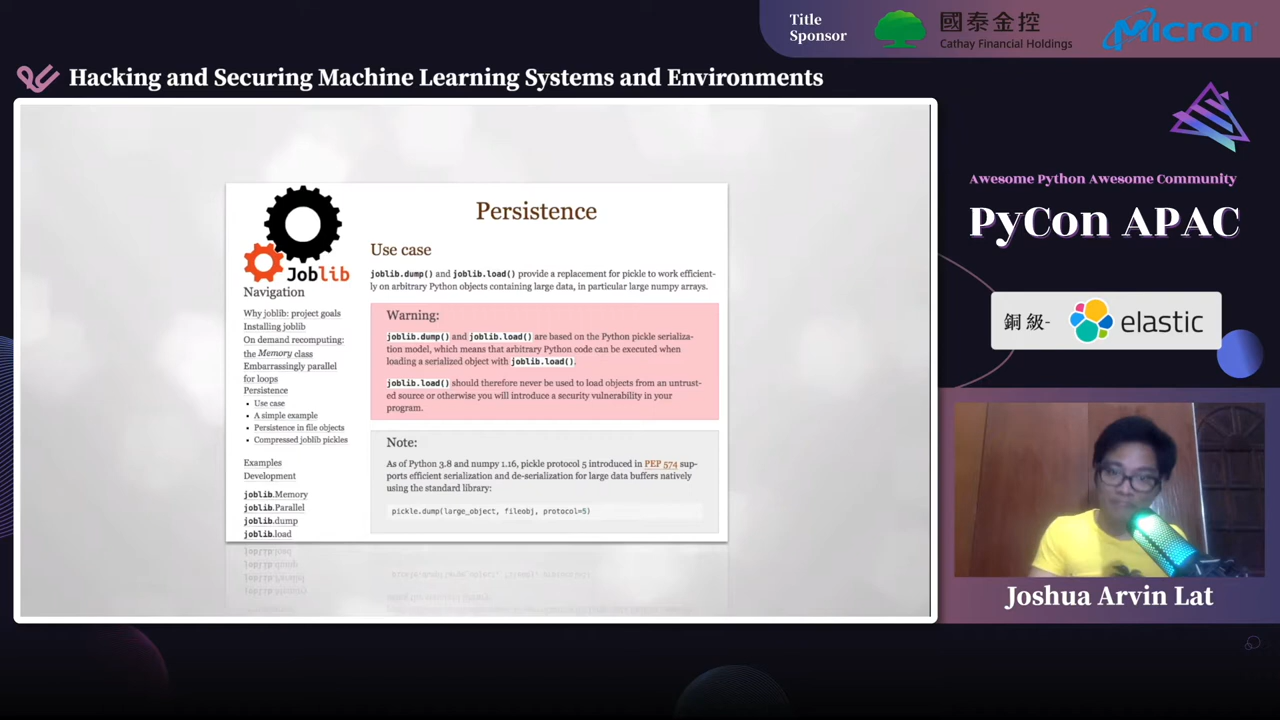 Title
Sponsor
國泰金控
Cathay Financial Holdings
Micron
Hacking and Securing Machine Learning Systems and Environments
Joblib
Navigation
Why joblib: project goals
Installing joblib
On demand recomputing:
the Memory class
Embarrassingly parallel
for loops
Persistence
Use case
A simple example
Persistence in file objects
Compressed joblib pickles
Examples
Development
joblib.Memory
joblib.Parallel
joblib.dump
joblib.load
Persistence
Use case
joblib.dump() and joblib.load() provide a replacement for pickle to work efficient-
ly on arbitrary Python objects containing large data, in particular large numpy arrays.
Warning:
joblib.dump() and joblib.load() are based on the Python pickle serializa-
tion model, which means that arbitrary Python code can be executed when
loading a serialized object with joblib.load().
joblib.load() should therefore never be used to load objects from an untrust-
ed source or otherwise you will introduce a security vulnerability in your
program.
Note:
As of Python 3.8 and numpy 1.16, pickle protocol 5 introduced in PEP 574 sup-
ports efficient serialization and de-serialization for large data buffers natively
using the standard library:
pickle.dump(large_object, fileobj, protocol=5)
Awesome Python Awesome Community
PyCon APAC
銅級- elastic
Joshua Arvin Lat